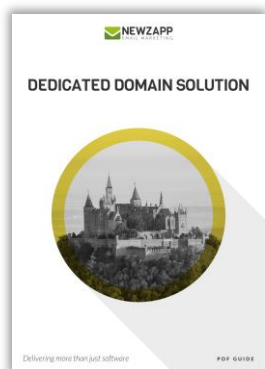 NEWZAPP
EMAIL MARKETING
DEDICATED DOMAIN SOLUTION
Delivering more than just software
PDF GUIDE